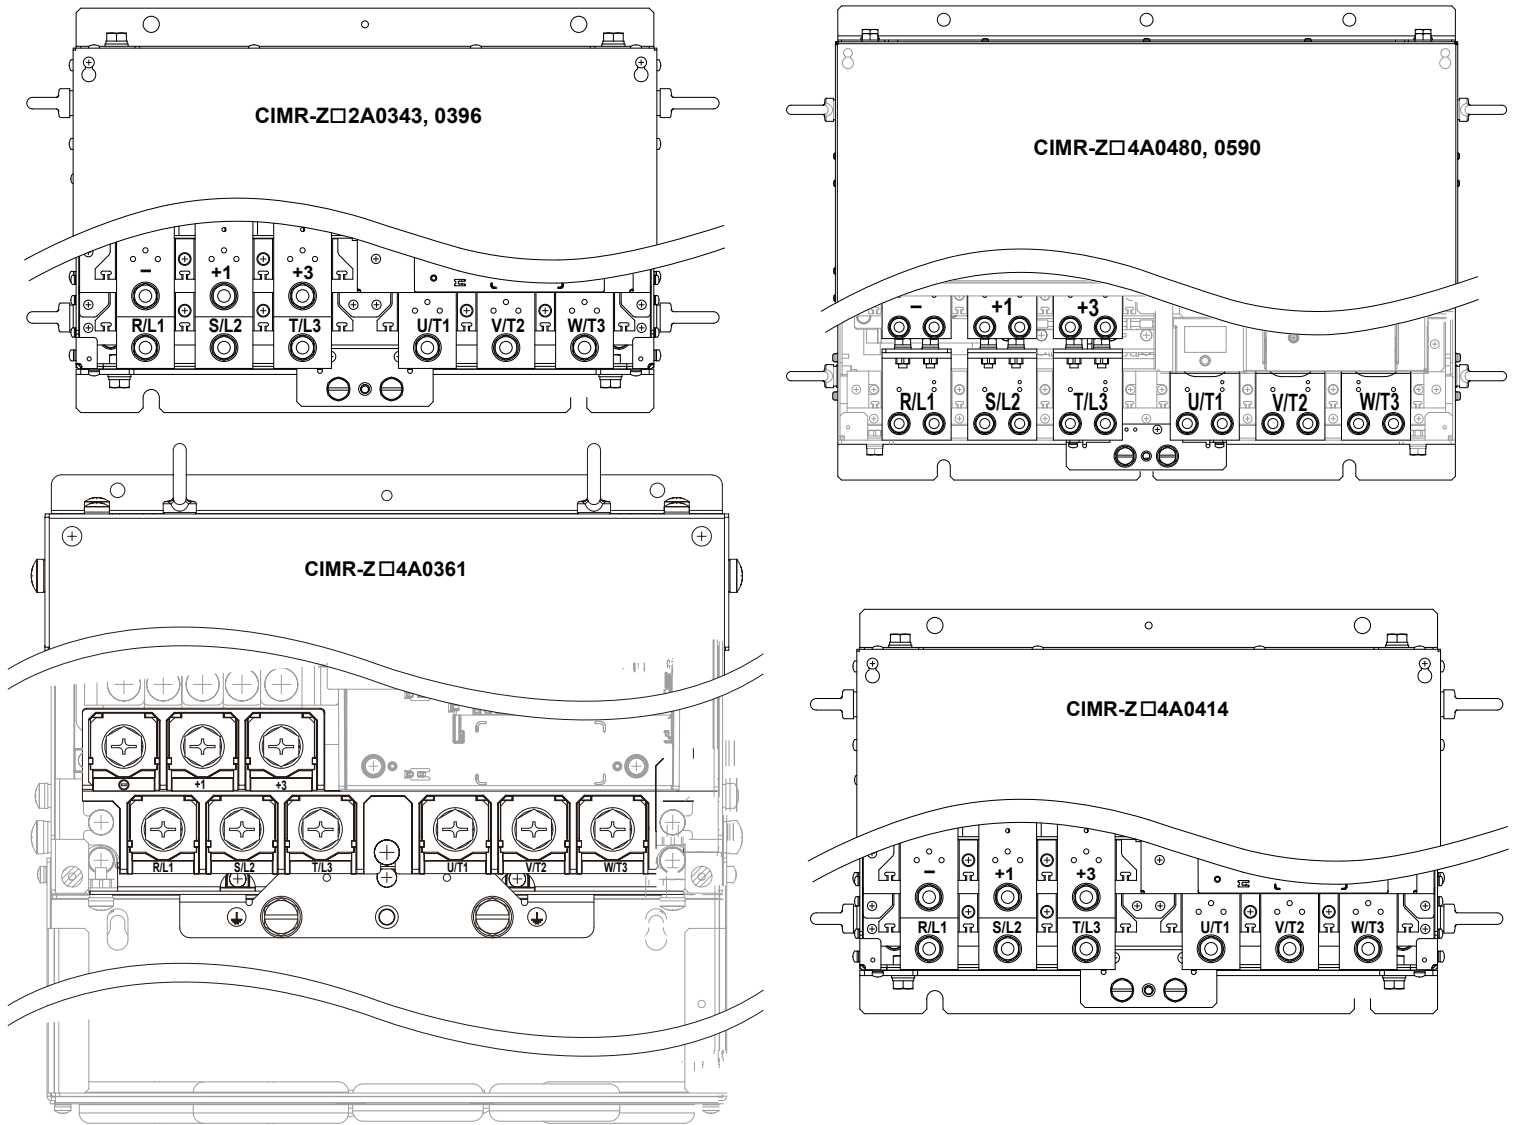 CIMR-Z□2A0343, 0396
– +1 +3
R/L1 S/L2 T/L3 U/T1 V/T2 W/T3
CIMR-Z□4A0480, 0590
– +1 +3
R/L1 S/L2 T/L3 U/T1 V/T2 W/T3
CIMR-Z□4A0361
⊖ +1 +3
R/L1 S/L2 T/L3 U/T1 V/T2 W/T3
CIMR-Z□4A0414
– +1 +3
R/L1 S/L2 T/L3 U/T1 V/T2 W/T3